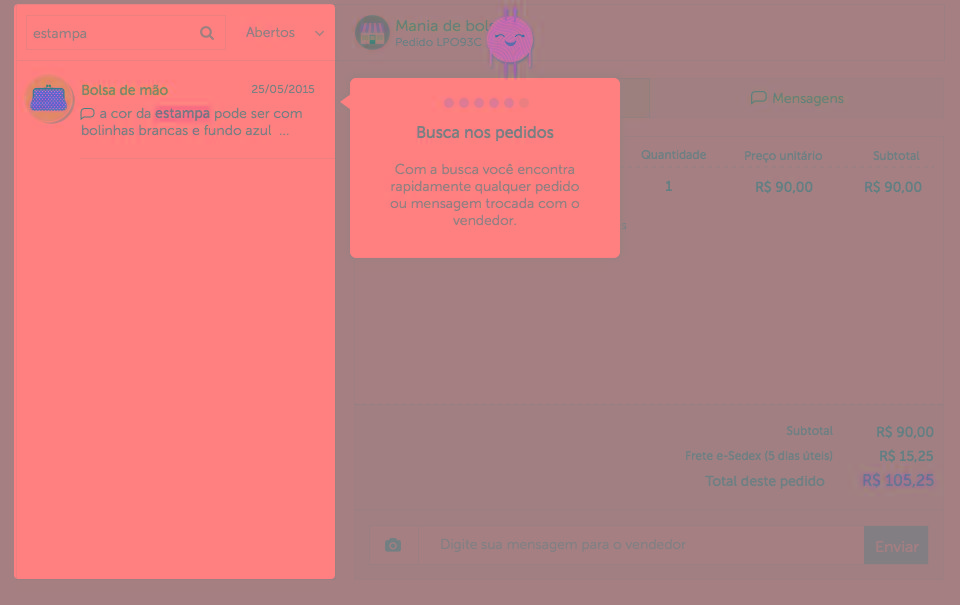 estampa
Abertos
Bolsa de mão
25/05/2015
a cor da estampa pode ser com
bolinhas brancas e fundo azul ...
Mania de bols
Pedido LPO93C
Busca nos pedidos
Com a busca você encontra
rapidamente qualquer pedido
ou mensagem trocada com o
vendedor.
Mensagens
Quantidade Preço unitário Subtotal
1 R$ 90,00 R$ 90,00
s
Subtotal R$ 90,00
Frete e-Sedex (5 dias úteis) R$ 15,25
Total deste pedido R$ 105,25
Digite sua mensagem para o vendedor
Enviar